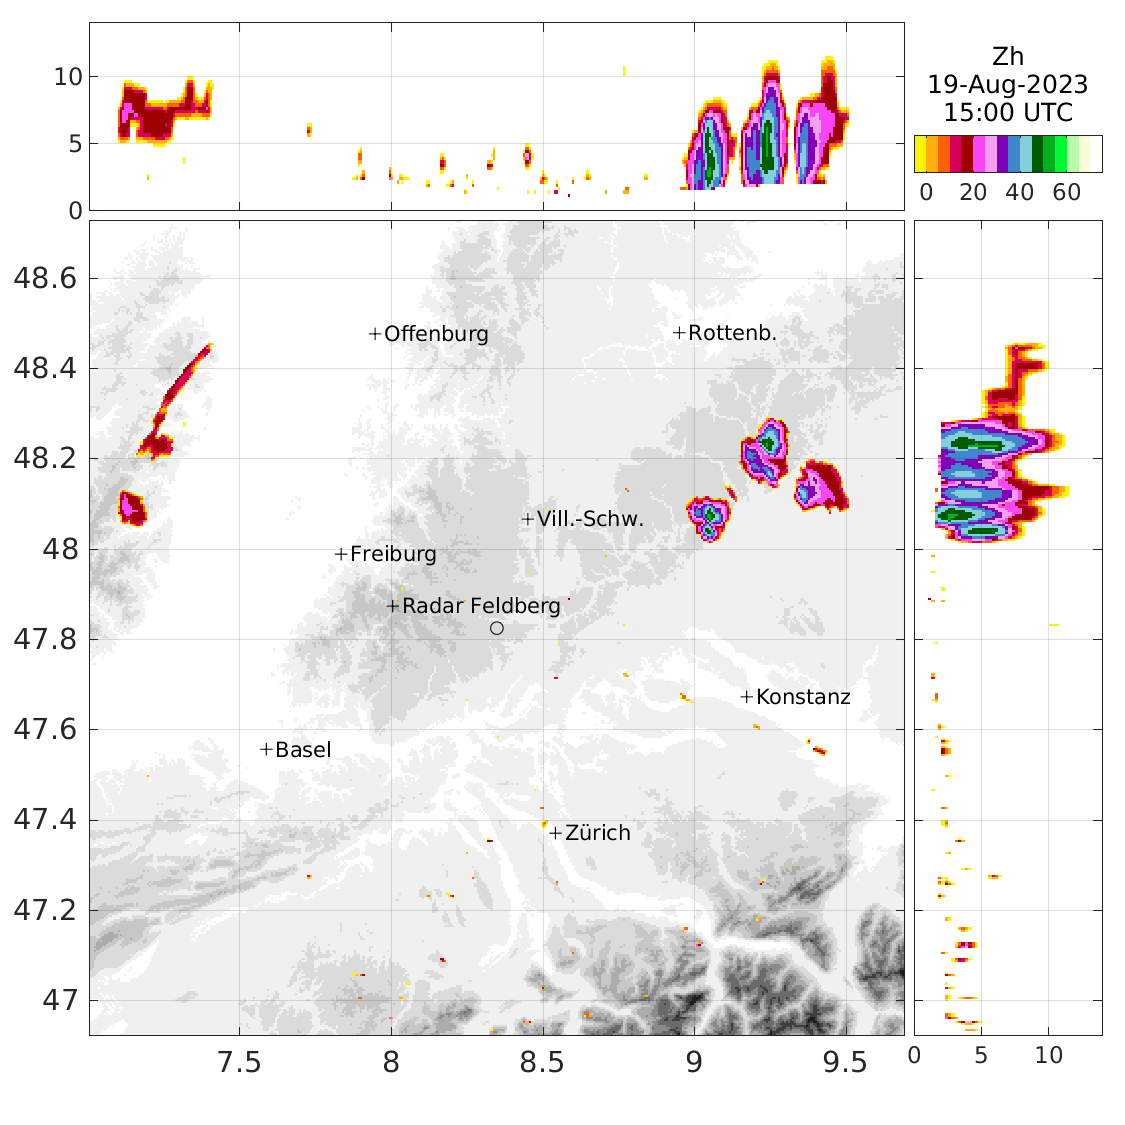 10
5
0
Zh
19-Aug-2023
15:00 UTC
0 20 40 60
48.6
48.4
48.2
48
47.8
47.6
47.4
47.2
47
+Offenburg
+Rottenb.
+Vill.-Schw.
+Freiburg
+Radar Feldberg
+Konstanz
+Basel
+Zürich
7.5 8 8.5 9 9.5
0 5 10